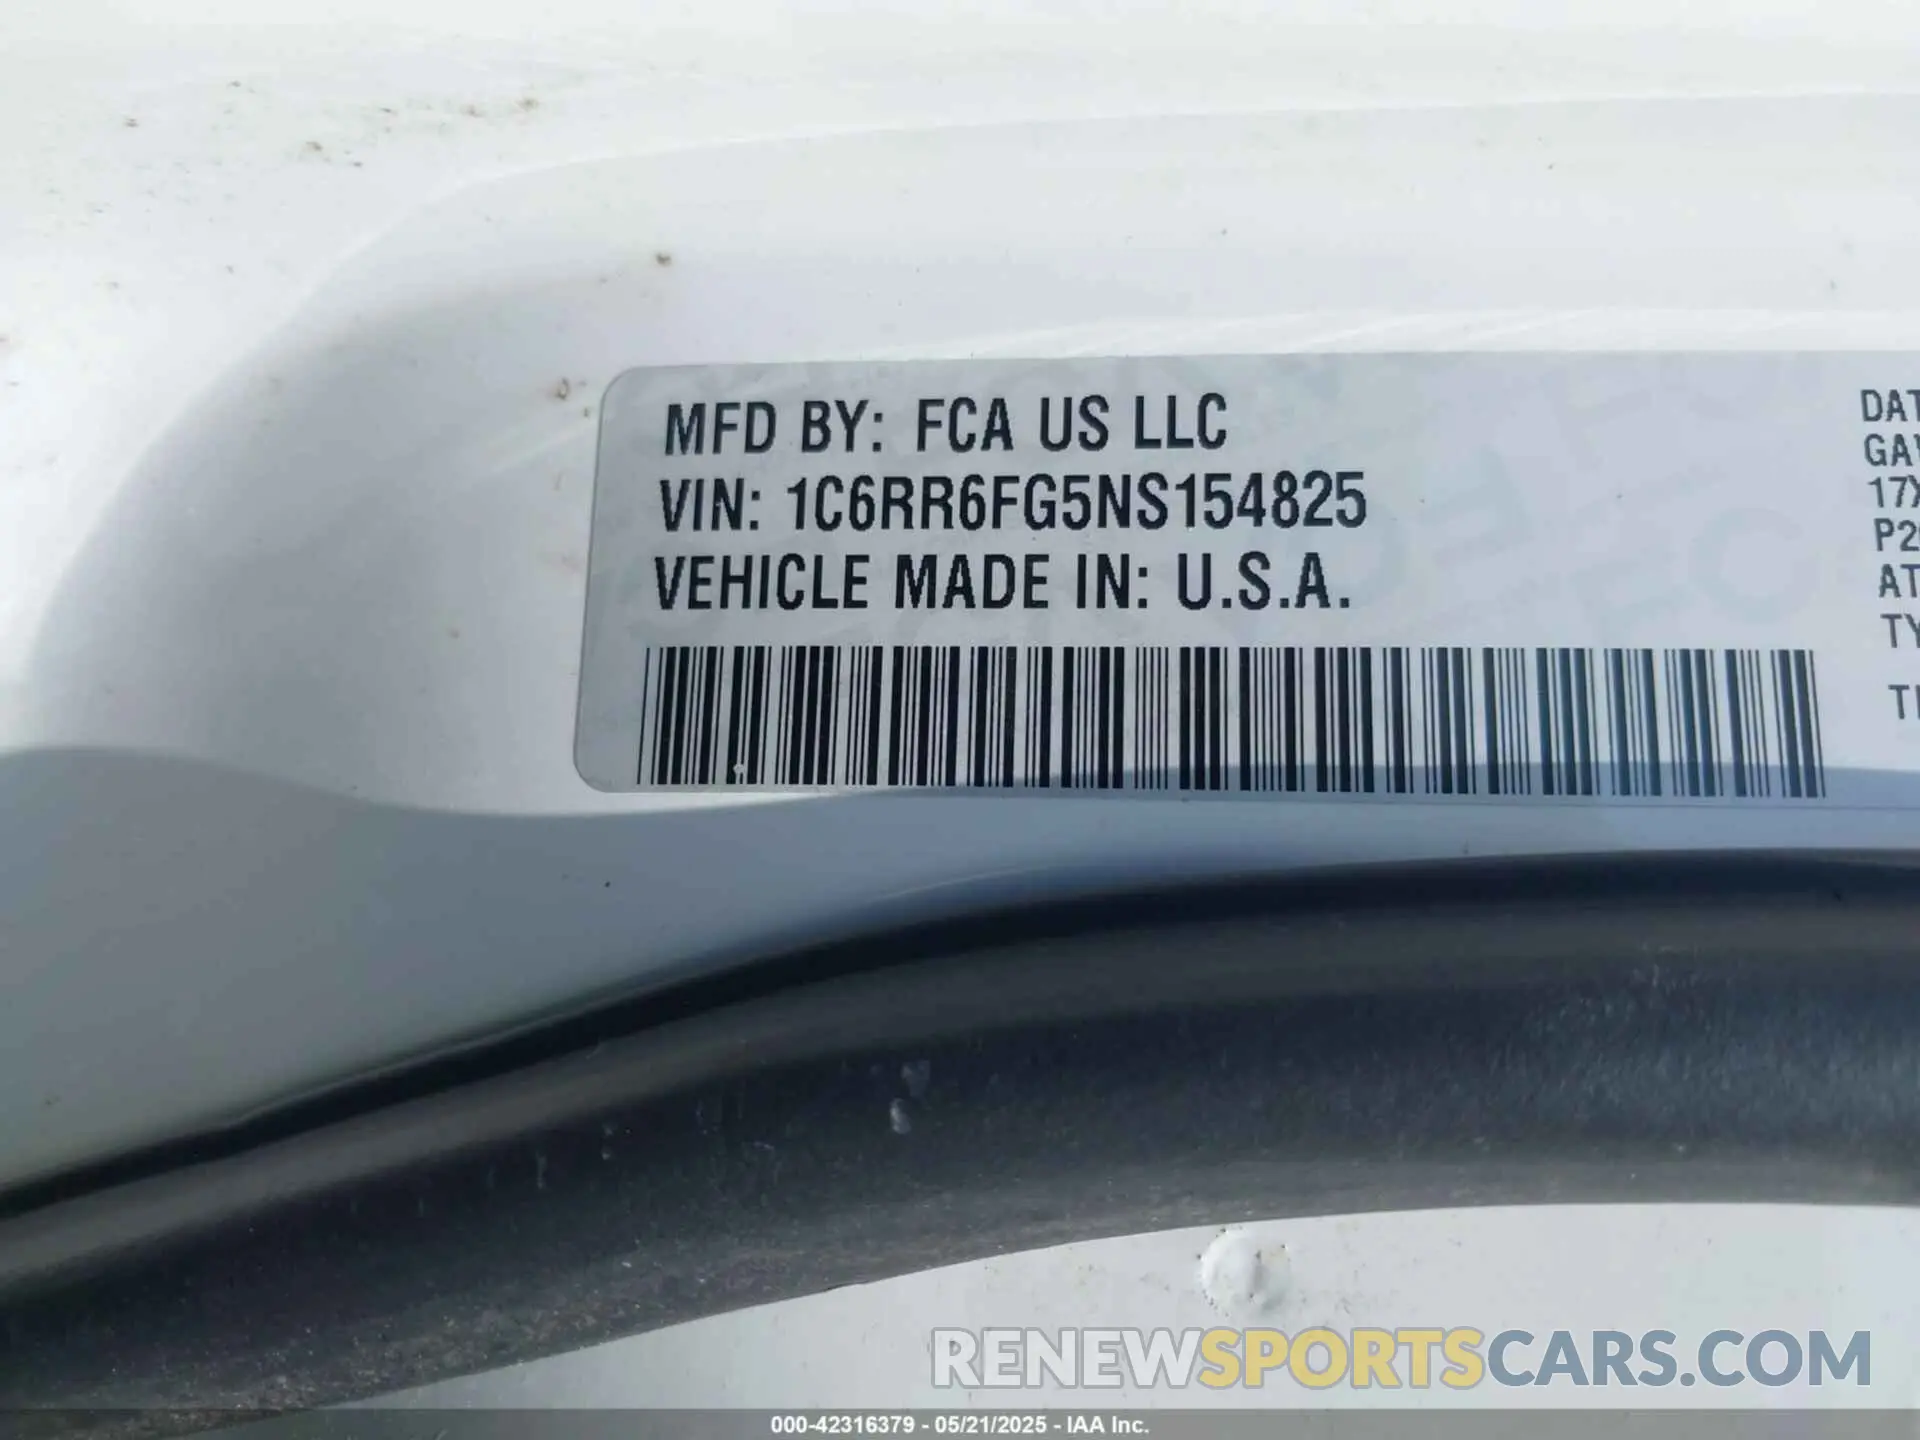 MFD BY: FCA US LLC
VIN: 1C6RR6FG5NS154825
VEHICLE MADE IN: U.S.A.
17X
RENEWSPORTSCARS.COM
000-42316379 - 05/21/2025 - IAA Inc.